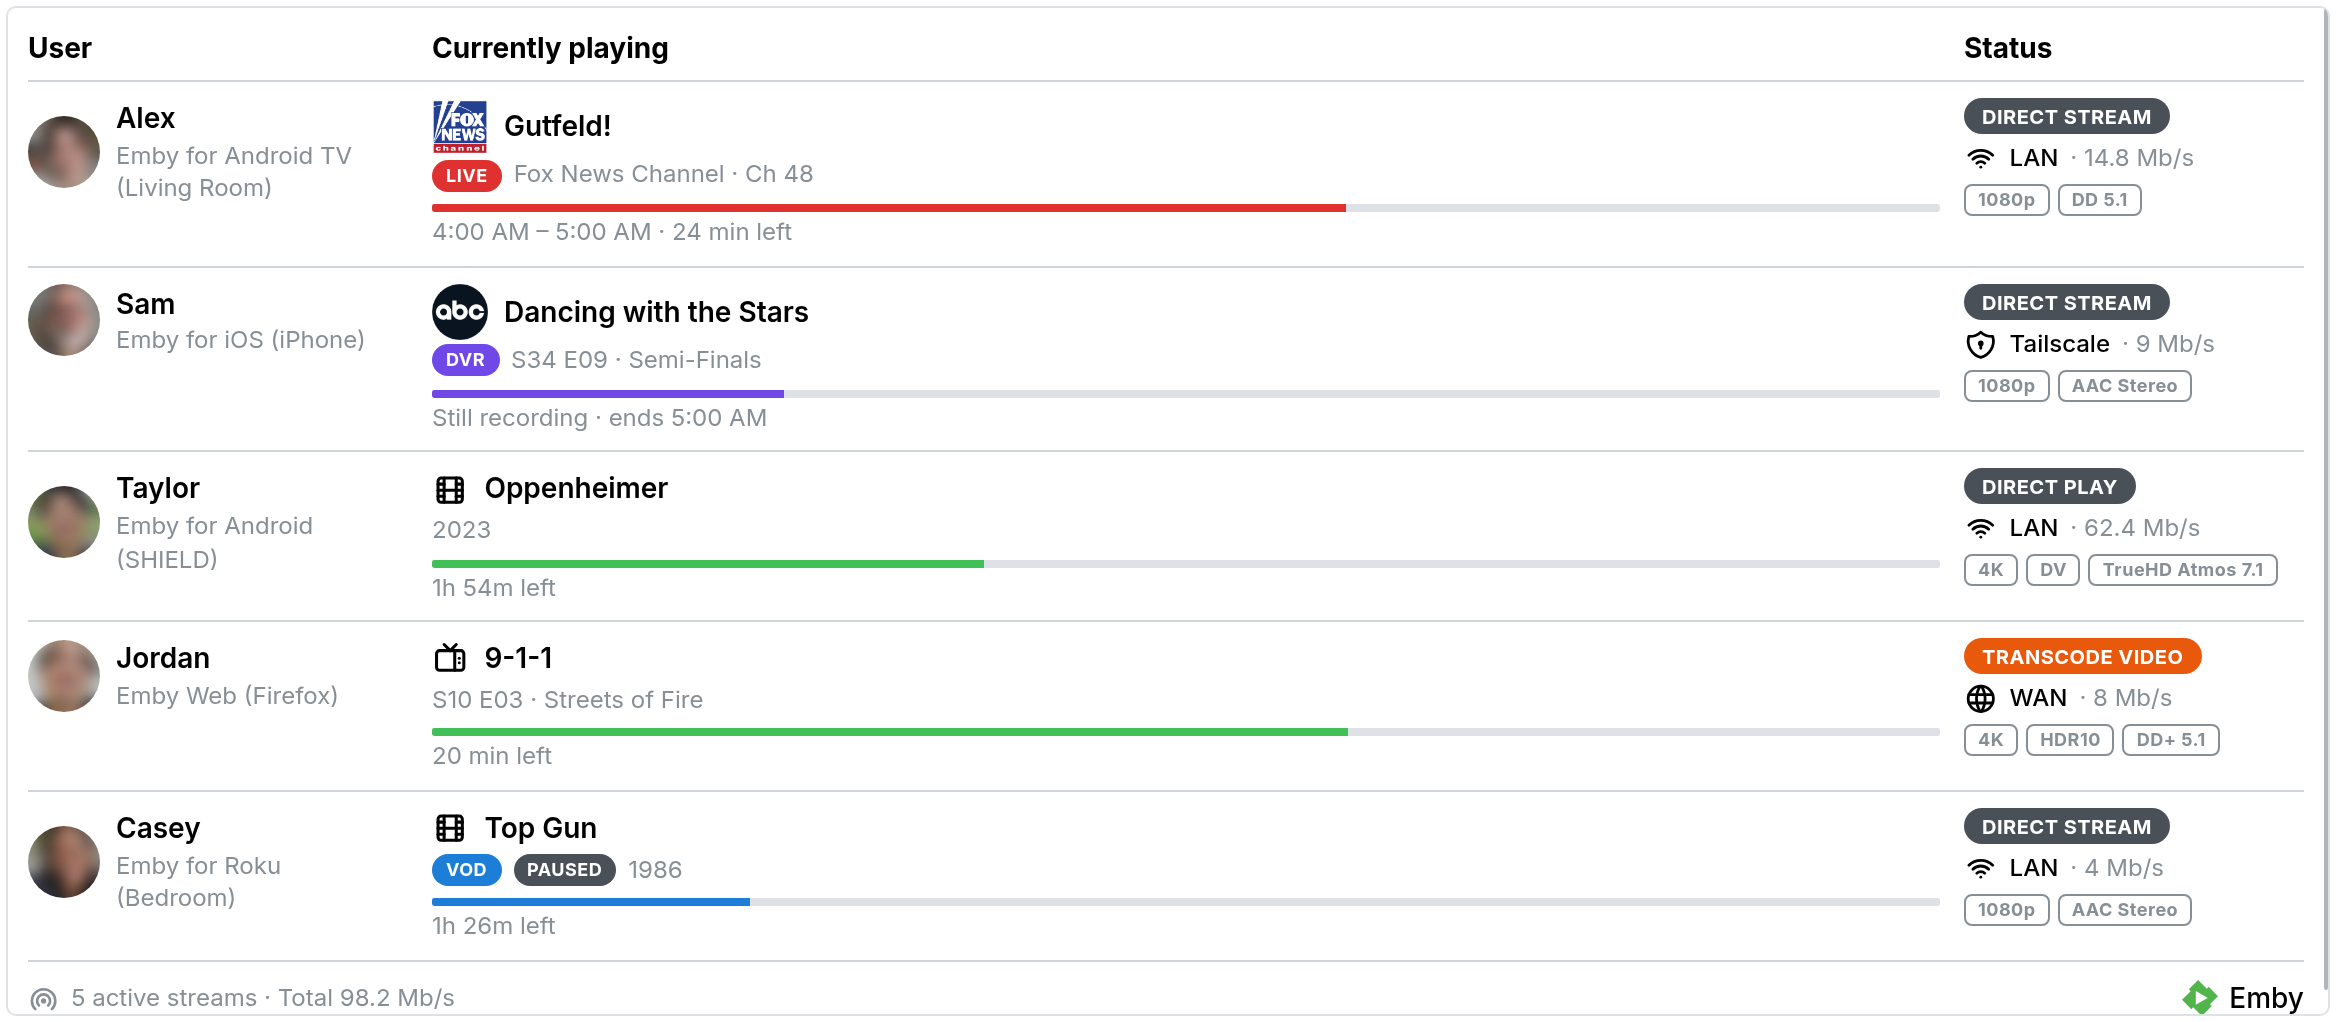 User Currently playing Status
Alex
Emby for Android TV
(Living Room)
FOX
NEWS
channel
Gutfeld!
LIVE Fox News Channel · Ch 48
4:00 AM – 5:00 AM · 24 min left
DIRECT STREAM
LAN · 14.8 Mb/s
1080p DD 5.1
Sam
Emby for iOS (iPhone)
abc Dancing with the Stars
DVR S34 E09 · Semi-Finals
Still recording · ends 5:00 AM
DIRECT STREAM
Tailscale · 9 Mb/s
1080p AAC Stereo
Taylor
Emby for Android
(SHIELD)
Oppenheimer
2023
1h 54m left
DIRECT PLAY
LAN · 62.4 Mb/s
4K DV TrueHD Atmos 7.1
Jordan
Emby Web (Firefox)
9-1-1
S10 E03 · Streets of Fire
20 min left
TRANSCODE VIDEO
WAN · 8 Mb/s
4K HDR10 DD+ 5.1
Casey
Emby for Roku
(Bedroom)
Top Gun
VOD PAUSED 1986
1h 26m left
DIRECT STREAM
LAN · 4 Mb/s
1080p AAC Stereo
5 active streams · Total 98.2 Mb/s Emby